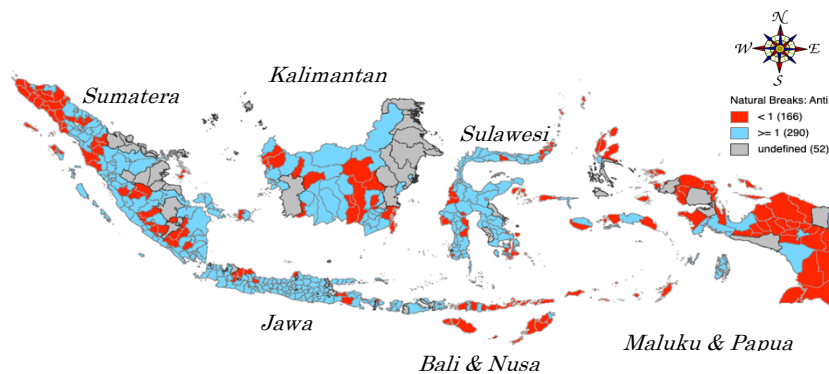 N
W E
S
Kalimantan
Sumatera
Natural Breaks: Anti
< 1 (166)
>= 1 (290)
undefined (52)
Sulawesi
Jawa
Maluku & Papua
Bali & Nusa